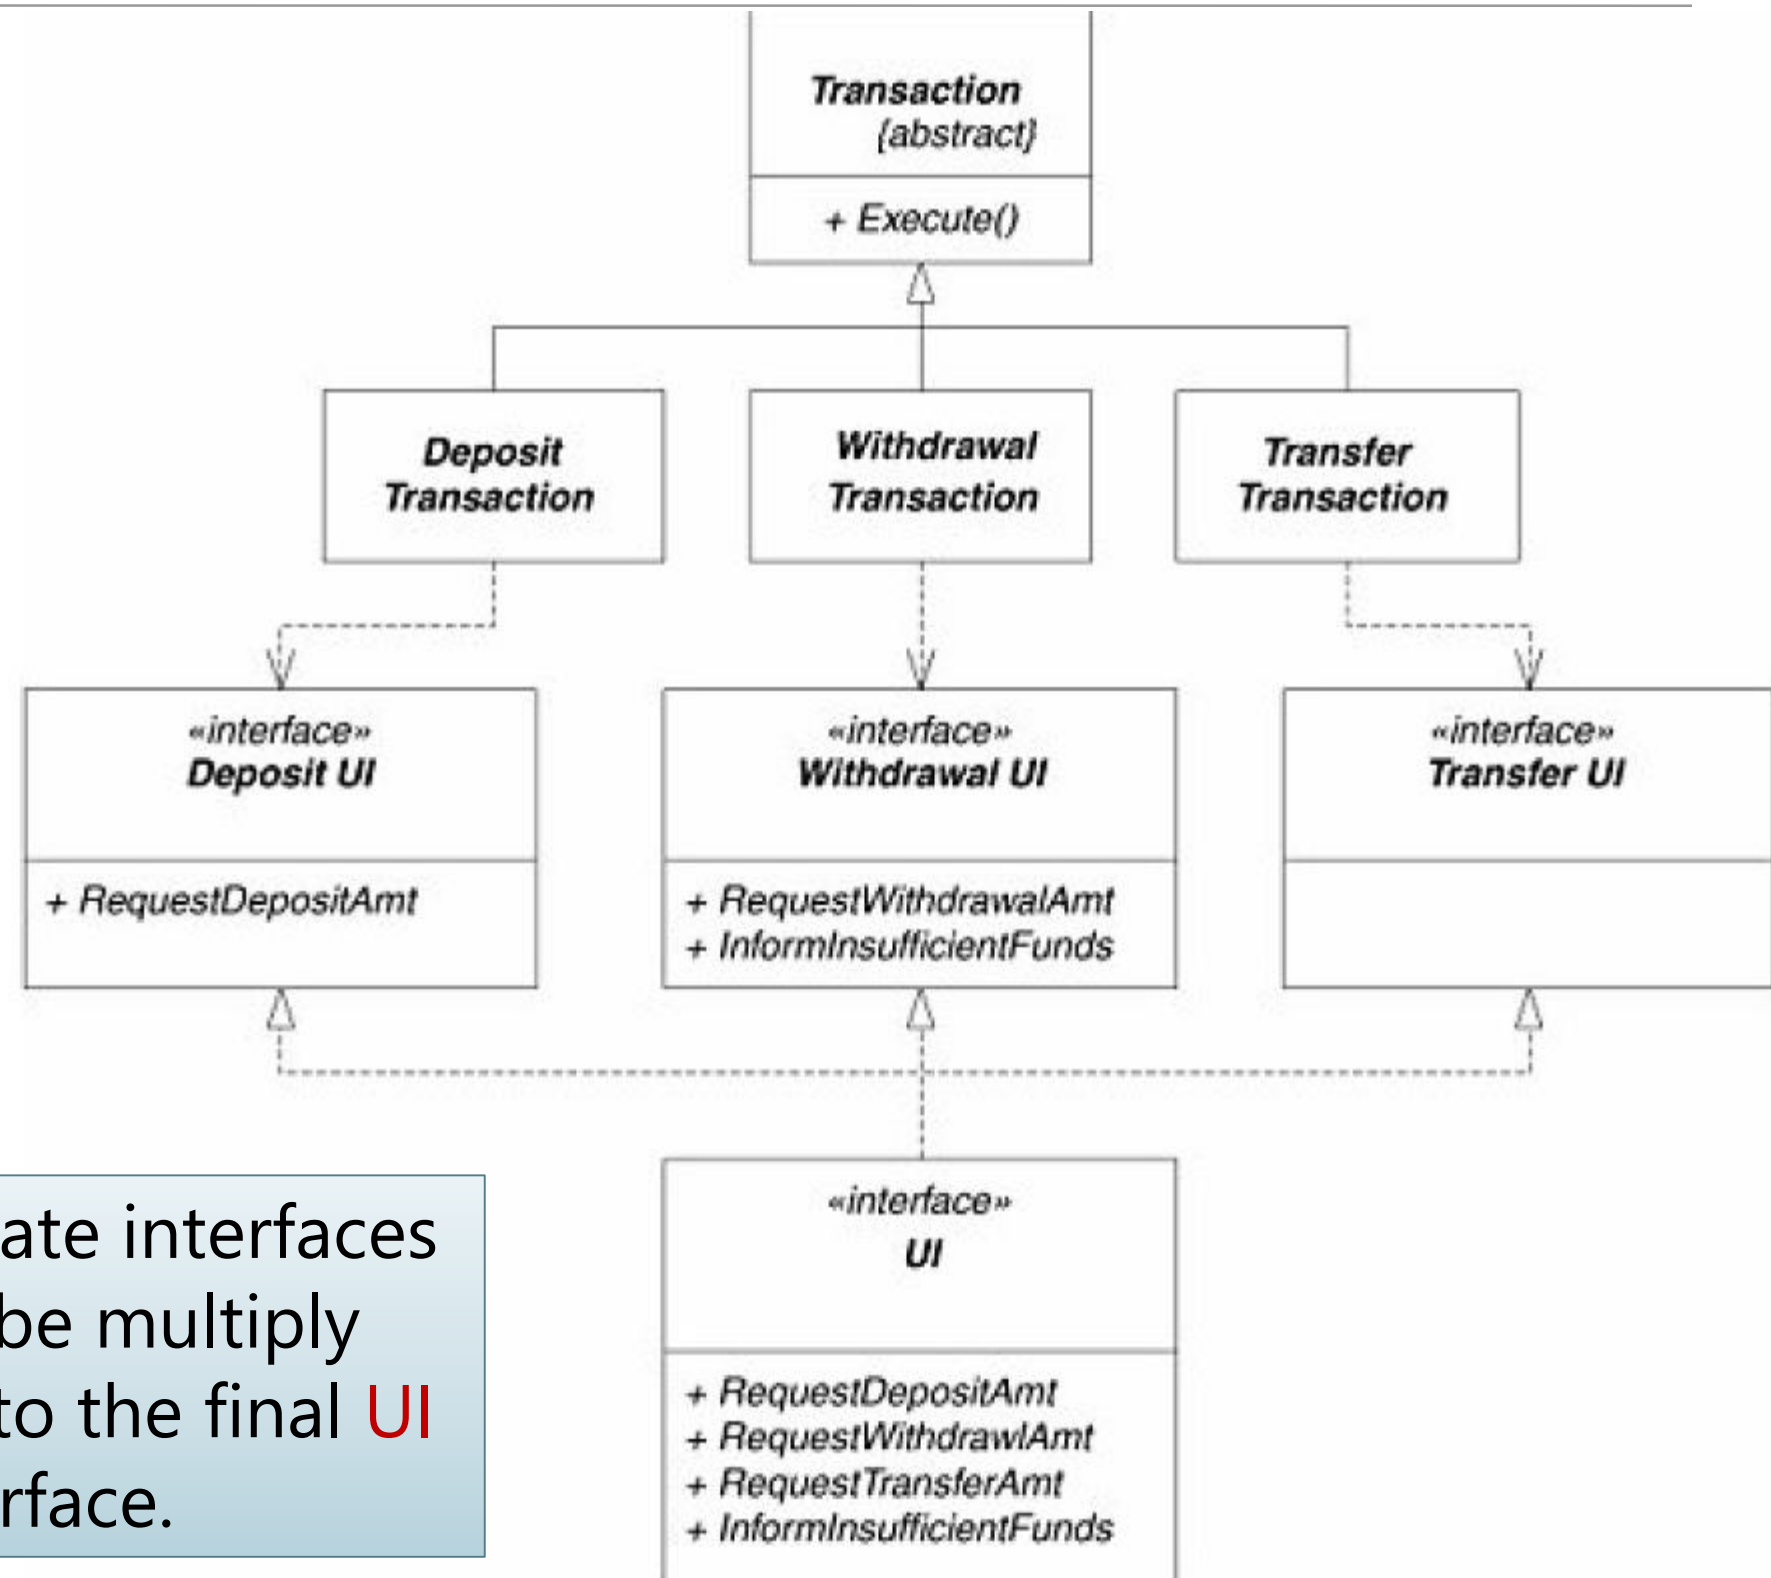 Transaction
{abstract}
+ Execute()
Deposit
Transaction
Withdrawal
Transaction
Transfer
Transaction
«interface»
Deposit UI
+ RequestDepositAmt
«interface»
Withdrawal UI
+ RequestWithdrawalAmt
+ InformInsufficientFunds
«interface»
Transfer UI
«interface»
UI
+ RequestDepositAmt
+ RequestWithdrawlAmt
+ RequestTransferAmt
+ InformInsufficientFunds
ate interfaces
be multiply
to the final UI
rface.